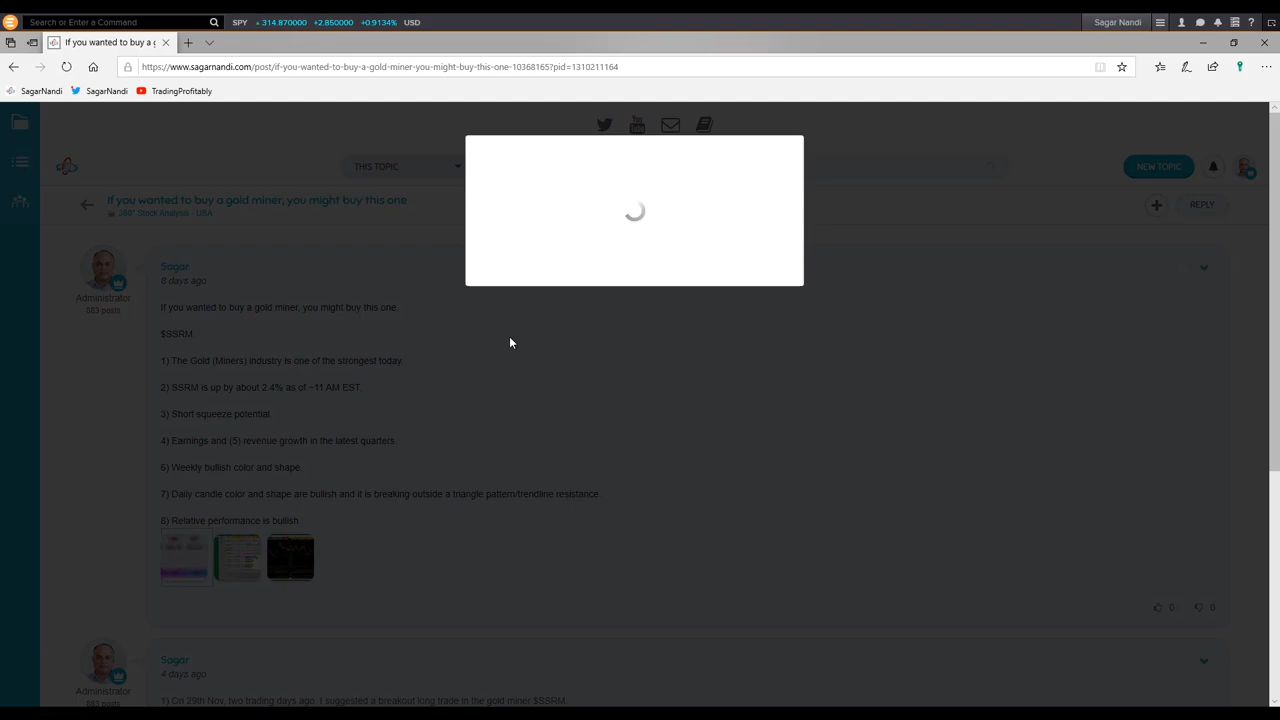 Search or Enter a Command
SPY 314.870000 +2.850000 +0.9134% USD
Sagar Nandi
If you wanted to buy a g
https://www.sagarnandi.com/post/if-you-wanted-to-buy-a-gold-miner-you-might-buy-this-one-10368165?pid=1310211164
SagarNandi SagarNandi TradingProfitably
THIS TOPIC
NEW TOPIC
If you wanted to buy a gold miner, you might buy this one
360° Stock Analysis - USA
REPLY
Sagar
8 days ago
Administrator
883 posts
If you wanted to buy a gold miner, you might buy this one.
$SSRM.
1) The Gold (Miners) industry is one of the strongest today.
2) SSRM is up by about 2.4% as of ~11 AM EST.
3) Short squeeze potential.
4) Earnings and (5) revenue growth in the latest quarters.
6) Weekly bullish color and shape.
7) Daily candle color and shape are bullish and it is breaking outside a triangle pattern/trendline resistance.
8) Relative performance is bullish
0 0
Sagar
4 days ago
Administrator
883 posts
1) On 29th Nov, two trading days ago, I suggested a breakout long trade in the gold miner $SSRM.